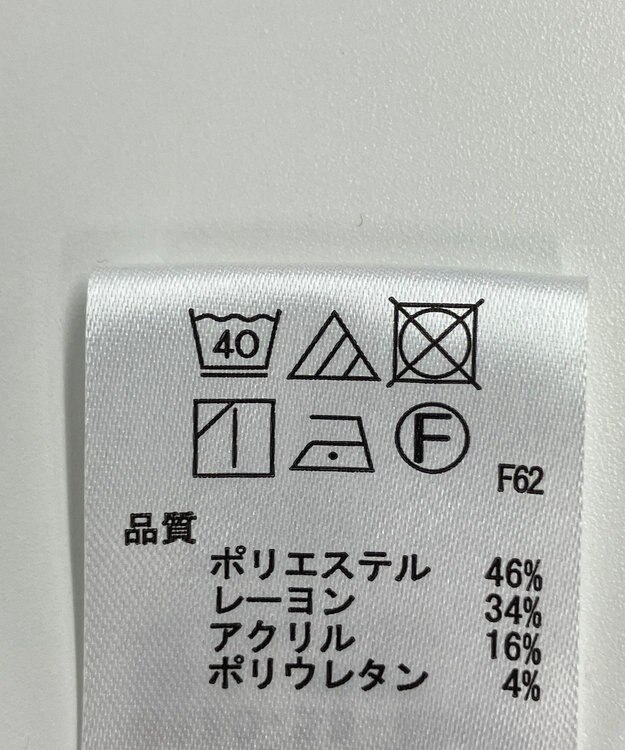 40
F
F62
品質
ポリエステル 46%
レーヨン 34%
アクリル 16%
ポリウレタン 4%